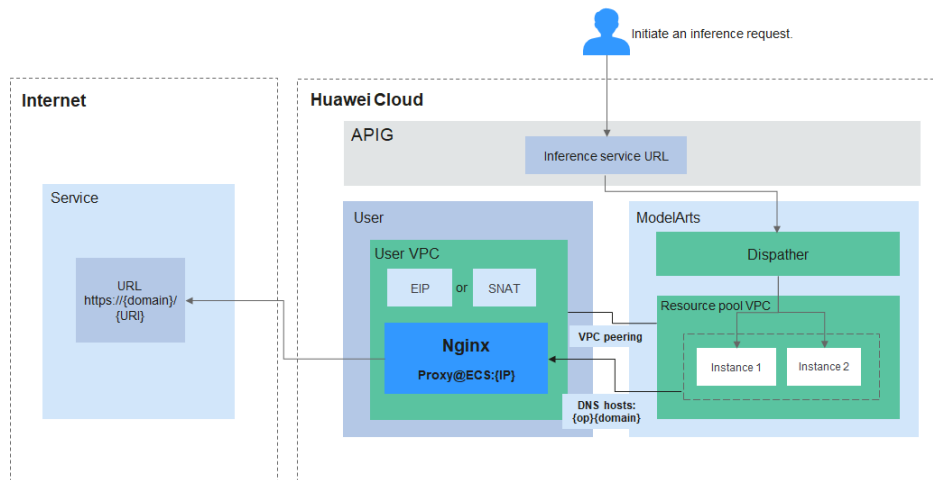 Initiate an inference request.
Internet
Huawei Cloud
APIG
Inference service URL
Service
URL
https://{domain}/
{URI}
User
User VPC
EIP
or
SNAT
Nginx
Proxy@ECS:{IP}
VPC peering
DNS hosts:
{op}{domain}
ModelArts
Dispather
Resource pool VPC
Instance 1
Instance 2